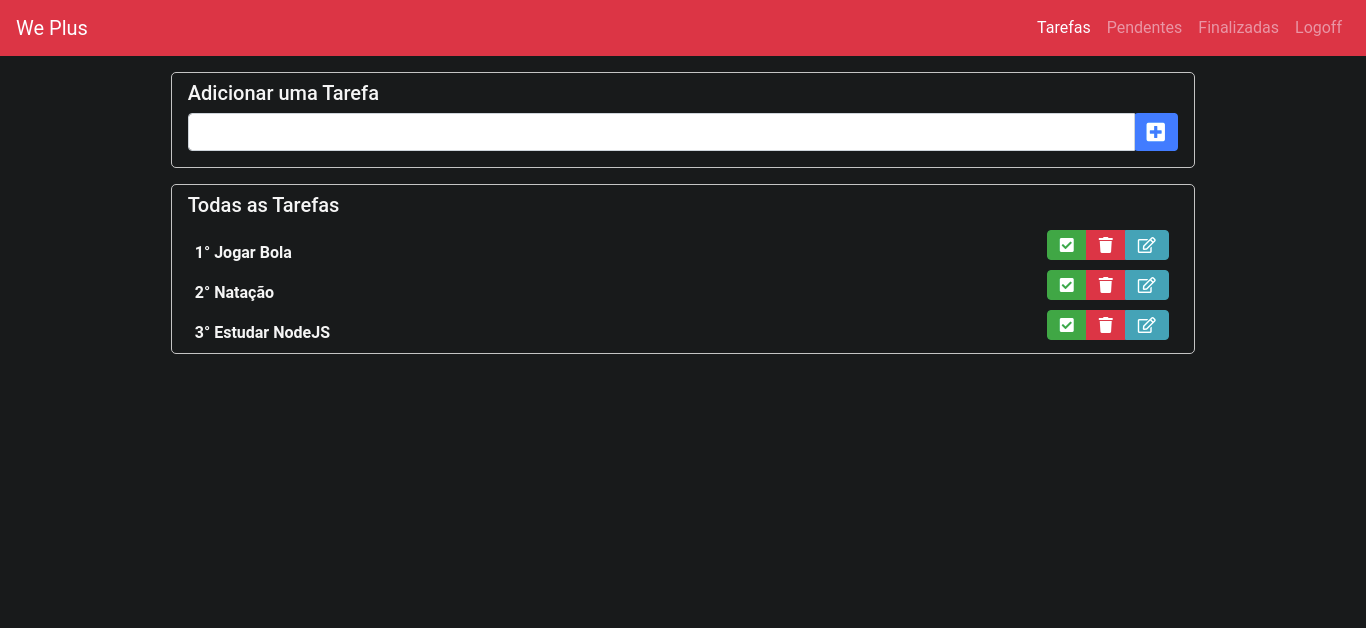 We Plus
Tarefas Pendentes Finalizadas Logoff
Adicionar uma Tarefa
Todas as Tarefas
1° Jogar Bola
2° Natação
3° Estudar NodeJS